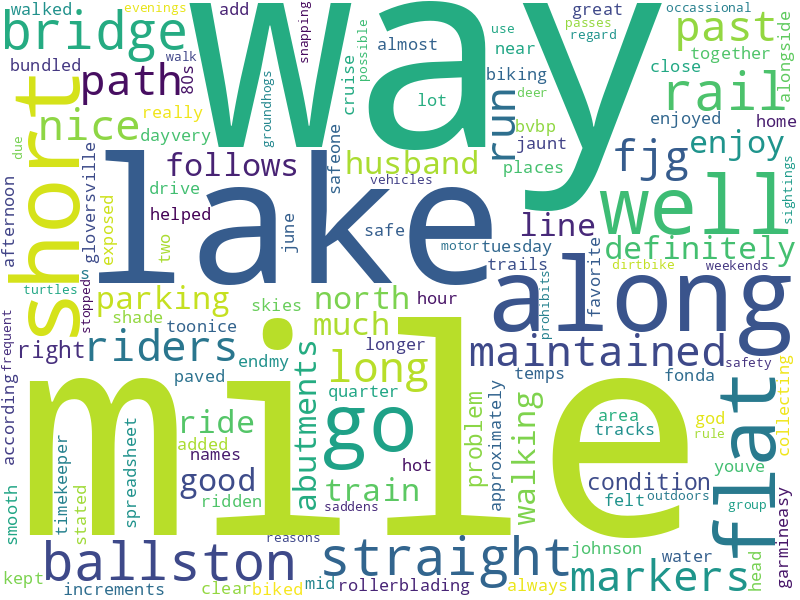 walked
evenings
way
great
occassional
bridge
add
snapping
past
passes
regard
use
bundled
path
80s
walk
groundhogs
cruise
possible
almost
near
together
alongside
close
biking
deer
rail
lot
short
nice
really
dayvery
safeone
run
bvbp
enjoyed
home
due
gloversville
follows
husband
jaunt
places
fjg
enjoy
vehicles
lake
afternoon
exposed
drive
helped
two
june
safe
line
well
sightings
motor
tuesday
definitely
trails
favorite
dirtbike
weekends
turtles
s
stopped
parking
skies
north
hour
along
prohibits
shade
toonice
much
frequent
right
riders
endmy
longer
maintained
safety
mile
paved
abutments
long
quarter
temps
fonda
flat
collecting
according
ride
go
problem
approximately
walking
area
tracks
god
rule
added
names
timekeeper
spreadsheet
good
hot
condition
youve
smooth
stated
ridden
train
saddens
felt
outdoors
group
garmineasy
reasons
ballston
straight
johnson
water
head
kept
increments
clear
biked
mid
rollerblading
always
markers